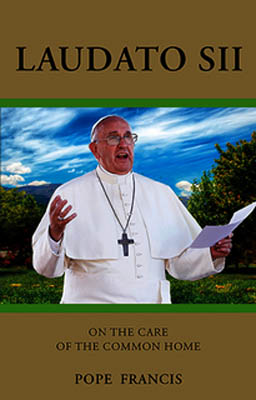 LAUDATO SII
ON THE CARE
OF THE COMMON HOME
POPE FRANCIS